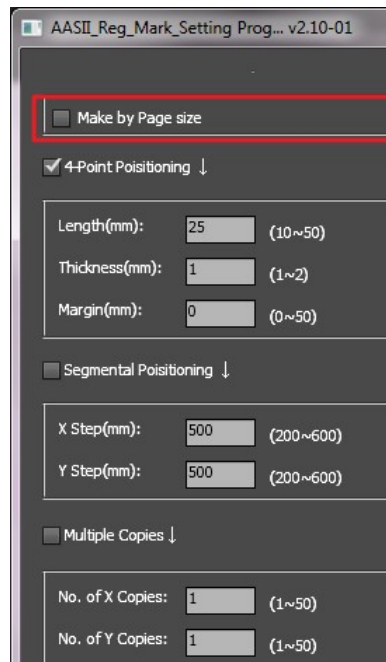 AASII_Reg_Mark_Setting Prog... v2.10-01
Make by Page size
4-Point Poisitioning ↓
Length(mm): 25 (10~50)
Thickness(mm): 1 (1~2)
Margin(mm): 0 (0~50)
Segmental Poisitioning ↓
X Step(mm): 500 (200~600)
Y Step(mm): 500 (200~600)
Multiple Copies ↓
No. of X Copies: 1 (1~50)
No. of Y Copies: 1 (1~50)